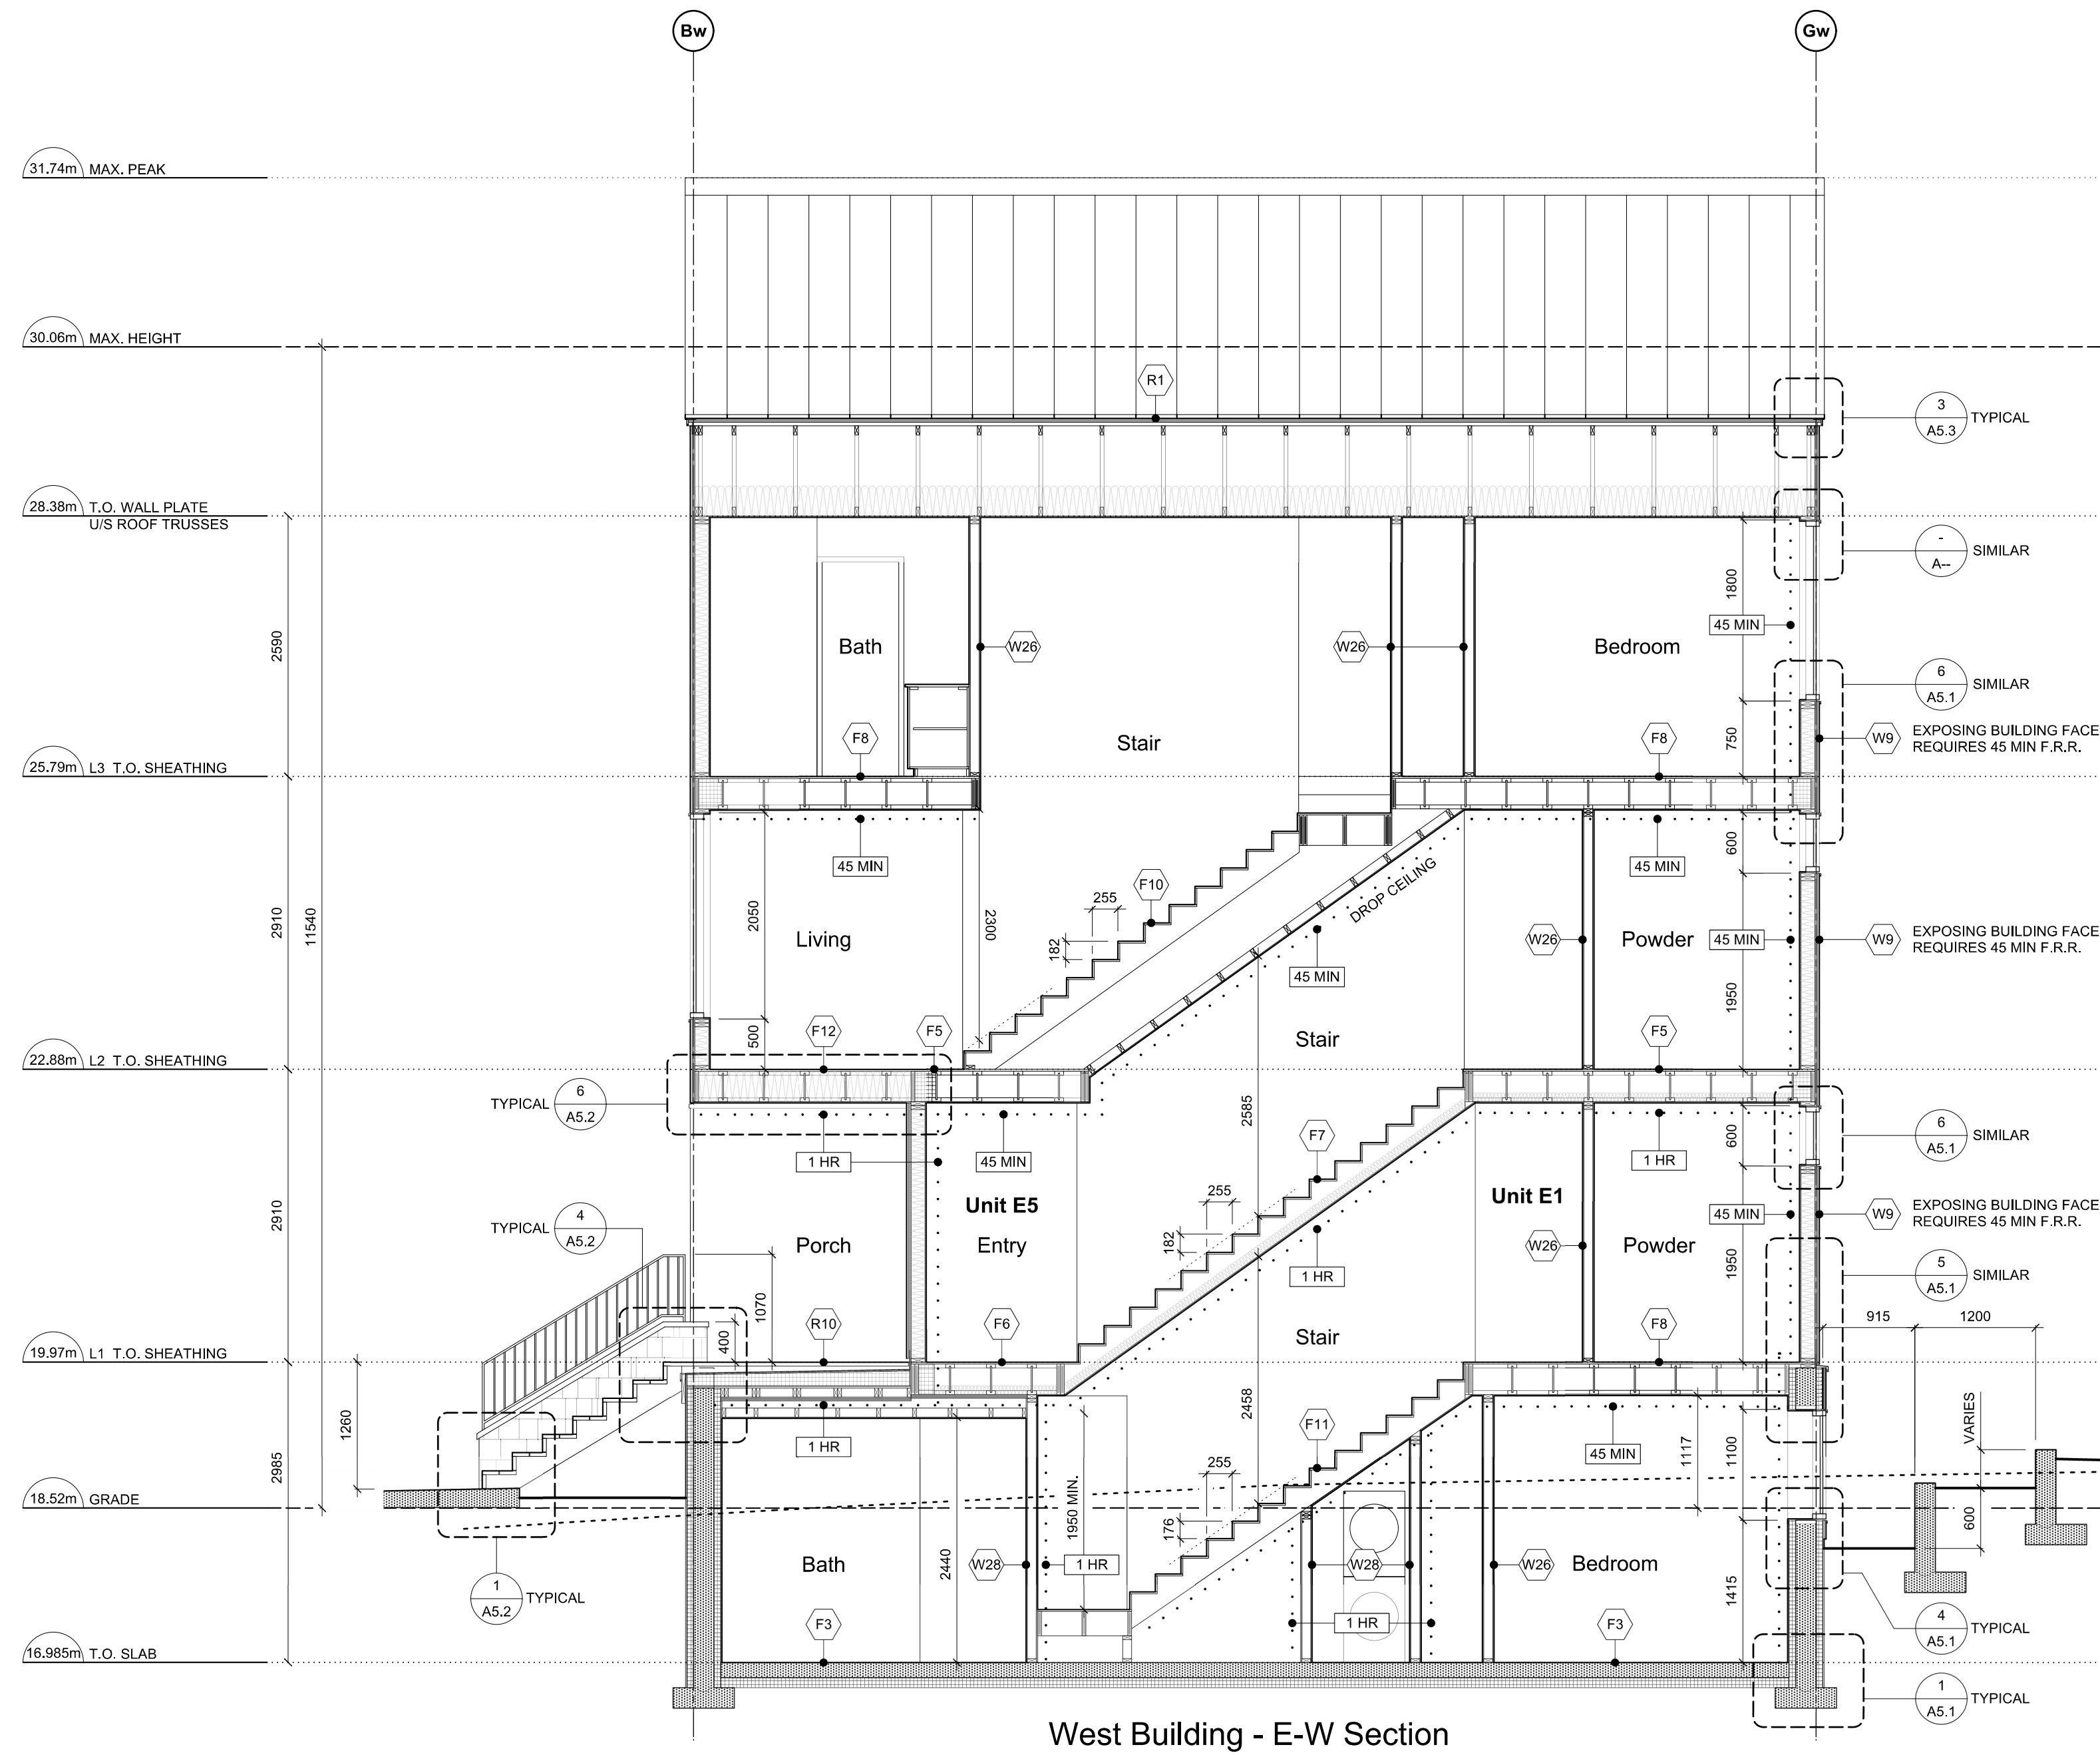 Bw
Gw
31.74m MAX. PEAK
30.06m MAX. HEIGHT
R1
3
A5.3
TYPICAL
28.38m T.O. WALL PLATE
U/S ROOF TRUSSES
-
A--
SIMILAR
1800
45 MIN
2590
Bath
W26
W26
Bedroom
6
A5.1
SIMILAR
F8
Stair
F8
750
W9
EXPOSING BUILDING FACE
REQUIRES 45 MIN F.R.R.
25.79m L3 T.O. SHEATHING
45 MIN
45 MIN
600
F10
255
DROP CEILING
2910
11540
2050
Living
2300
182
W26
Powder
45 MIN
W9
EXPOSING BUILDING FACE
REQUIRES 45 MIN F.R.R.
45 MIN
1950
500
F12
F5
Stair
F5
22.88m L2 T.O. SHEATHING
TYPICAL
6
A5.2
2585
F7
600
6
A5.1
SIMILAR
1 HR
45 MIN
1 HR
2910
255
Unit E5
Unit E1
45 MIN
W9
EXPOSING BUILDING FACE
REQUIRES 45 MIN F.R.R.
TYPICAL
4
A5.2
Porch
Entry
182
W26
Powder
1950
1 HR
5
A5.1
SIMILAR
1070
400
R10
F6
Stair
F8
915
1200
19.97m L1 T.O. SHEATHING
1260
2458
VARIES
1 HR
F11
45 MIN
1117
1100
2985
255
18.52m GRADE
1950 MIN.
176
600
Bath
2440
W28
1 HR
W28
W26
Bedroom
1415
1
A5.2
TYPICAL
F3
1 HR
F3
4
A5.1
TYPICAL
16.985m T.O. SLAB
1
A5.1
TYPICAL
West Building - E-W Section